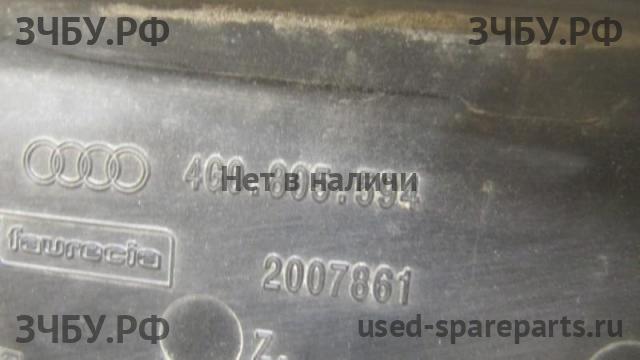 ЗЧБУ.РФ ЗЧБУ.РФ
Нет в наличи
faurecia
2007861
Z.
ЗЧБУ.РФ used-spareparts.ru